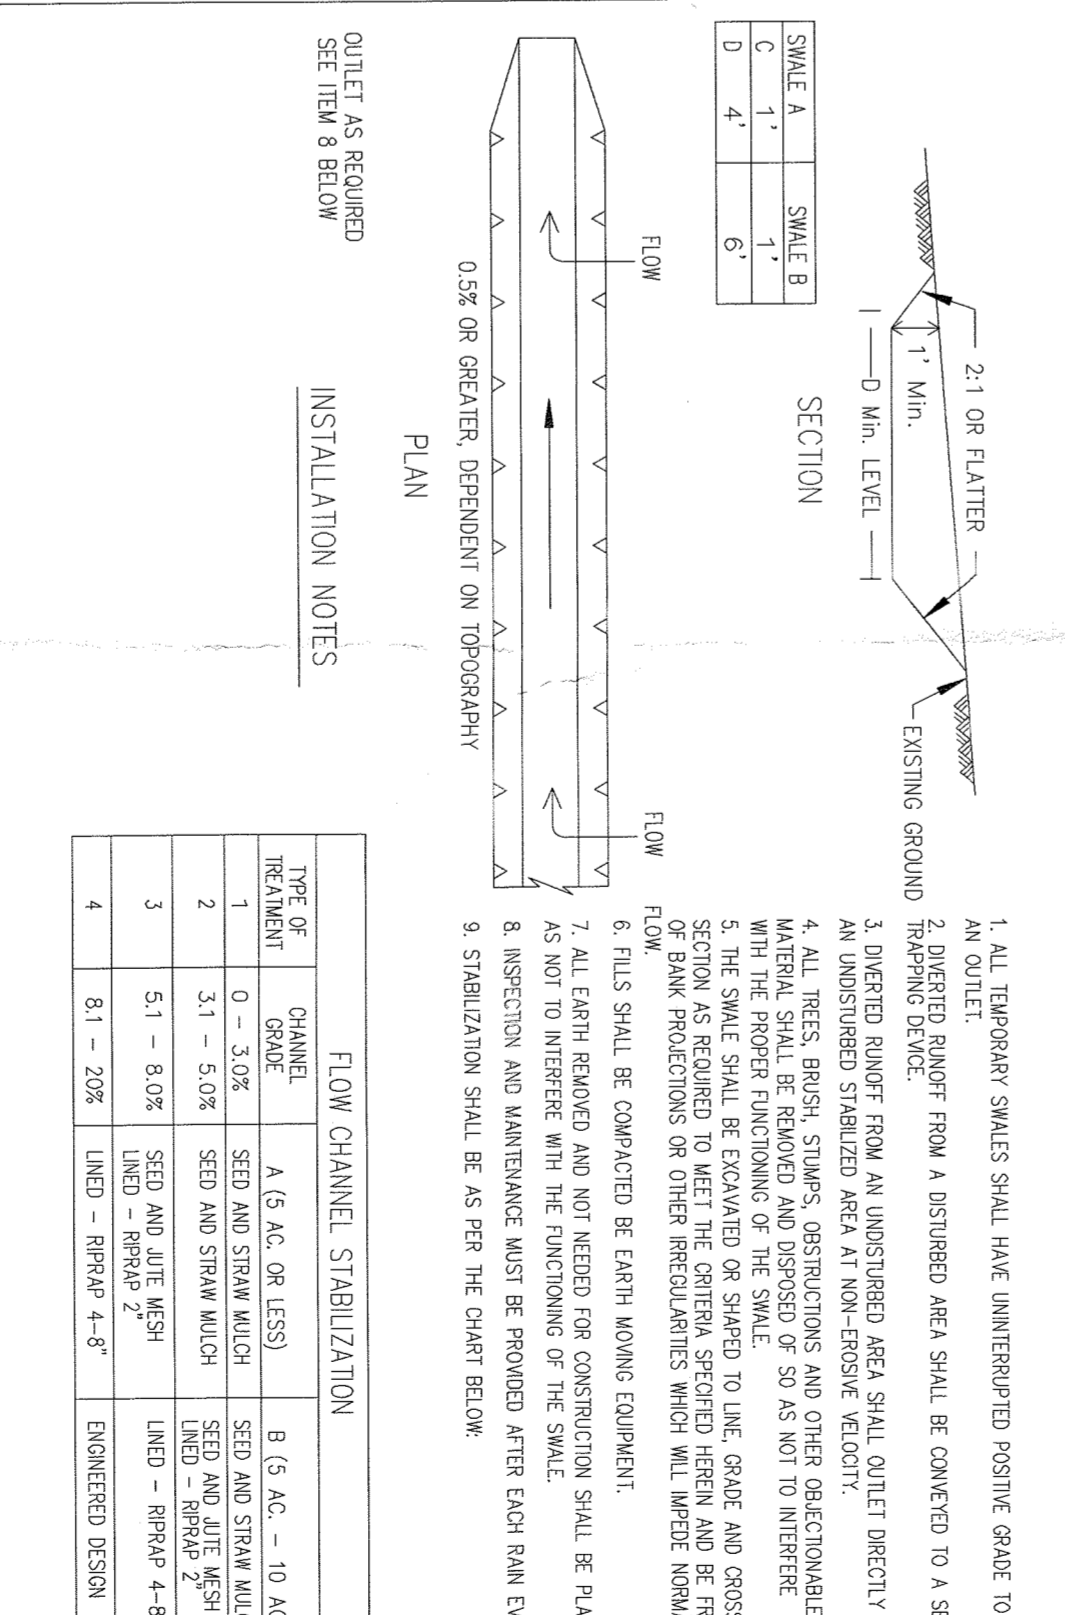 2:1 OR FLATTER
1' Min.
D Min. LEVEL
EXISTING GROUND
SECTION
SWALE A SWALE B
C 1' 1'
D 4' 6'
FLOW
FLOW
0.5% OR GREATER, DEPENDENT ON TOPOGRAPHY
PLAN
OUTLET AS REQUIRED
SEE ITEM 8 BELOW
INSTALLATION NOTES
1. ALL TEMPORARY SWALES SHALL HAVE UNINTERRUPTED POSITIVE GRADE TO
AN OUTLET.
2. DIVERTED RUNOFF FROM A DISTURBED AREA SHALL BE CONVEYED TO A
TRAPPING DEVICE.
3. DIVERTED RUNOFF FROM AN UNDISTURBED AREA SHALL OUTLET DIRECTLY
AN UNDISTURBED STABILIZED AREA AT NON-EROSIVE VELOCITY.
4. ALL TREES, BRUSH, STUMPS, OBSTRUCTIONS AND OTHER OBJECTIONABLE
MATERIAL SHALL BE REMOVED AND DISPOSED OF SO AS NOT TO INTERFERE
WITH THE PROPER FUNCTIONING OF THE SWALE.
5. THE SWALE SHALL BE EXCAVATED OR SHAPED TO LINE, GRADE AND CROSS
SECTION AS REQUIRED TO MEET THE CRITERIA SPECIFIED HEREIN AND BE
OF BANK PROJECTIONS OR OTHER IRREGULARITIES WHICH WILL IMPEDE
FLOW.
6. FILLS SHALL BE COMPACTED BE EARTH MOVING EQUIPMENT.
7. ALL EARTH REMOVED AND NOT NEEDED FOR CONSTRUCTION SHALL BE
AS NOT TO INTERFERE WITH THE FUNCTIONING OF THE SWALE.
8. INSPECTION AND MAINTENANCE MUST BE PROVIDED AFTER EACH RAIN
9. STABILIZATION SHALL BE AS PER THE CHART BELOW:
FLOW CHANNEL STABILIZATION
TYPE OF TREATMENT CHANNEL GRADE A (5 AC. OR LESS) B (5 AC. - 10
1 0 - 3.0% SEED AND STRAW MULCH SEED AND STRAW
2 3.1 - 5.0% SEED AND STRAW MULCH SEED AND JUTE MESH
LINED - RIPRAP 2"
3 5.1 - 8.0% SEED AND JUTE MESH LINED - RIPRAP 4-8
LINED - RIPRAP 2"
4 8.1 - 20% LINED - RIPRAP 4-8" ENGINEERED DESIGN